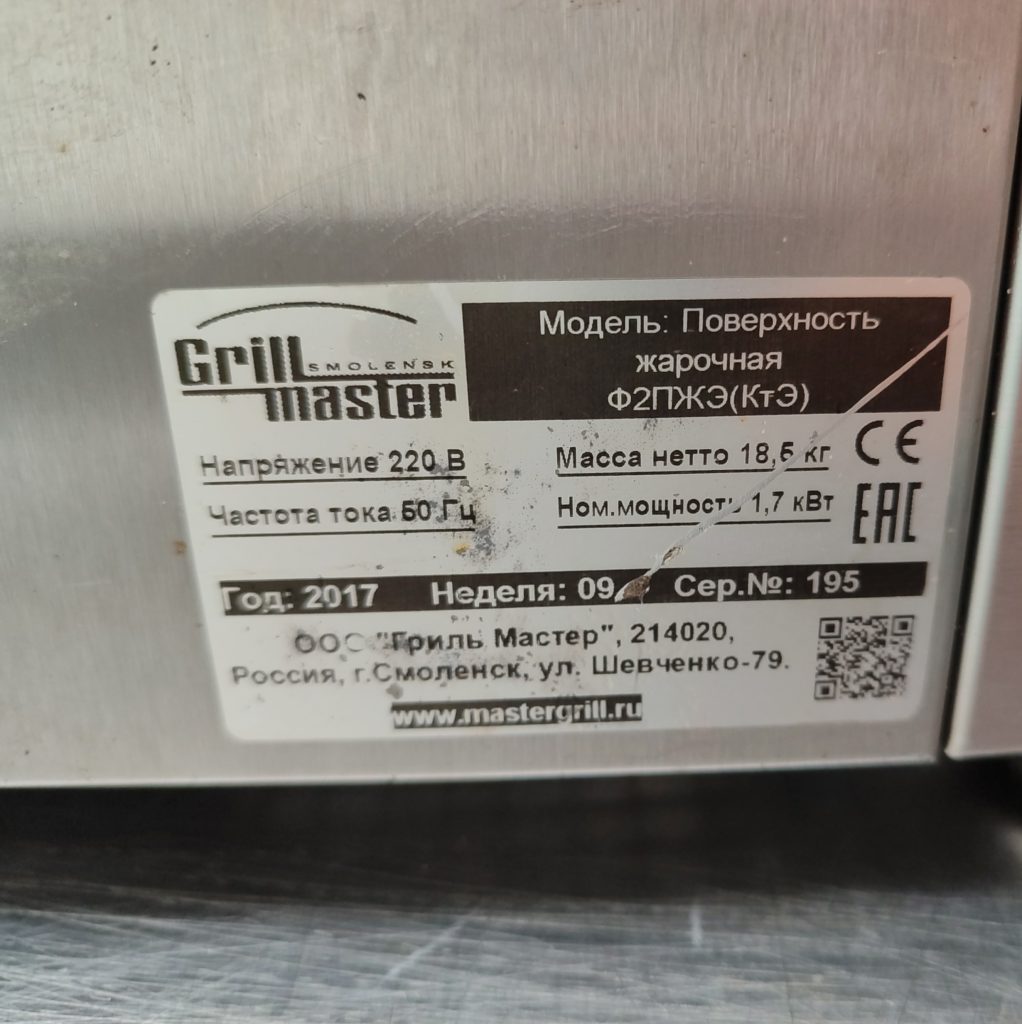 Grill SMOLENSK
master
Модель: Поверхность
жарочная
Ф2ПЖЭ(КтЭ)
Напряжение 220 В
Масса нетто 18,5 кг
CE
Частота тока 50 Гц
Ном.мощность 1,7 кВт
EAC
Год: 2017 Неделя: 09 Сер.№: 195
ООО "Гриль Мастер", 214020,
Россия, г.Смоленск, ул. Шевченко-79.
www.mastergrill.ru